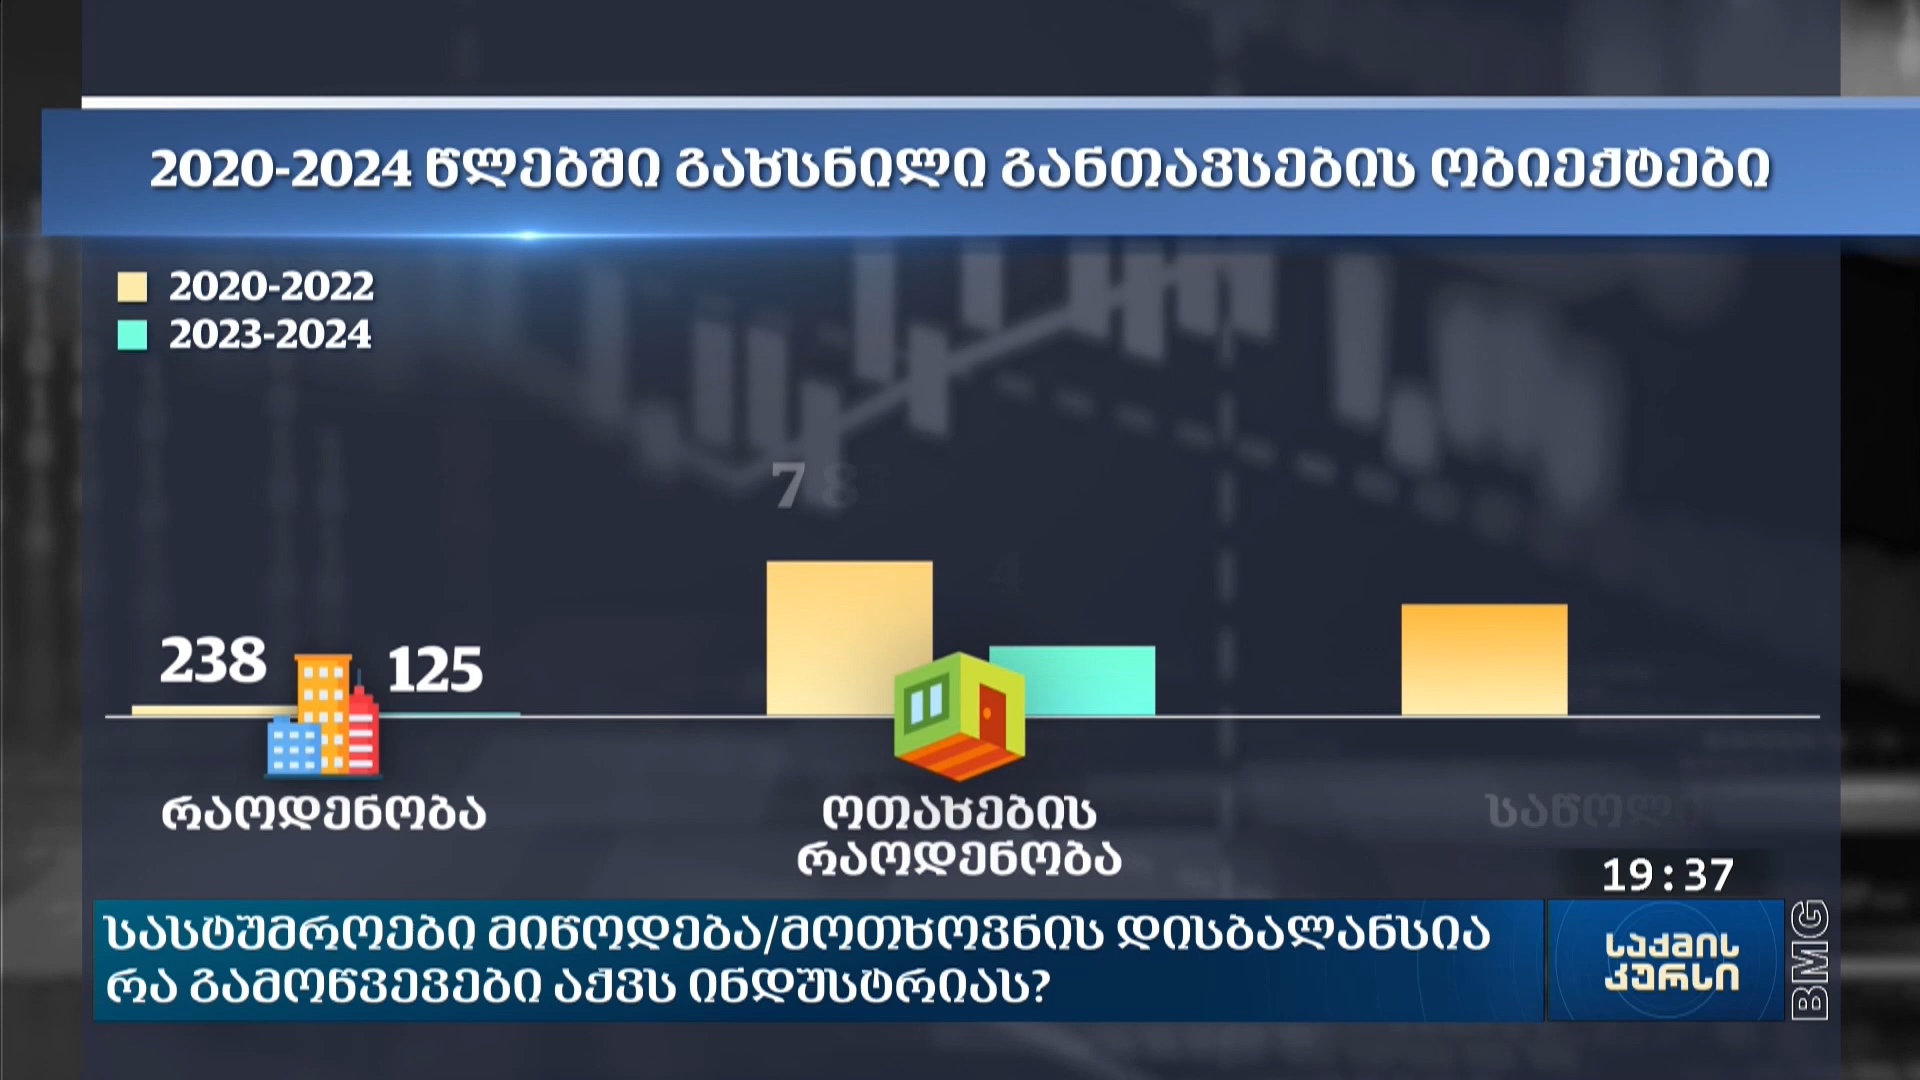 2020-2024 წლებში გახსნილი განთავსების ობიექტები
2020-2022
2023-2024
238
125
რაოდენობა
ოთახების
რაოდენობა
19:37
სასტუმროები მიწოდება/მოთხოვნის დისბალანსია
რა გამოწვევები აქვს ინდუსტრიას?
საქმის
კურსი
BMG